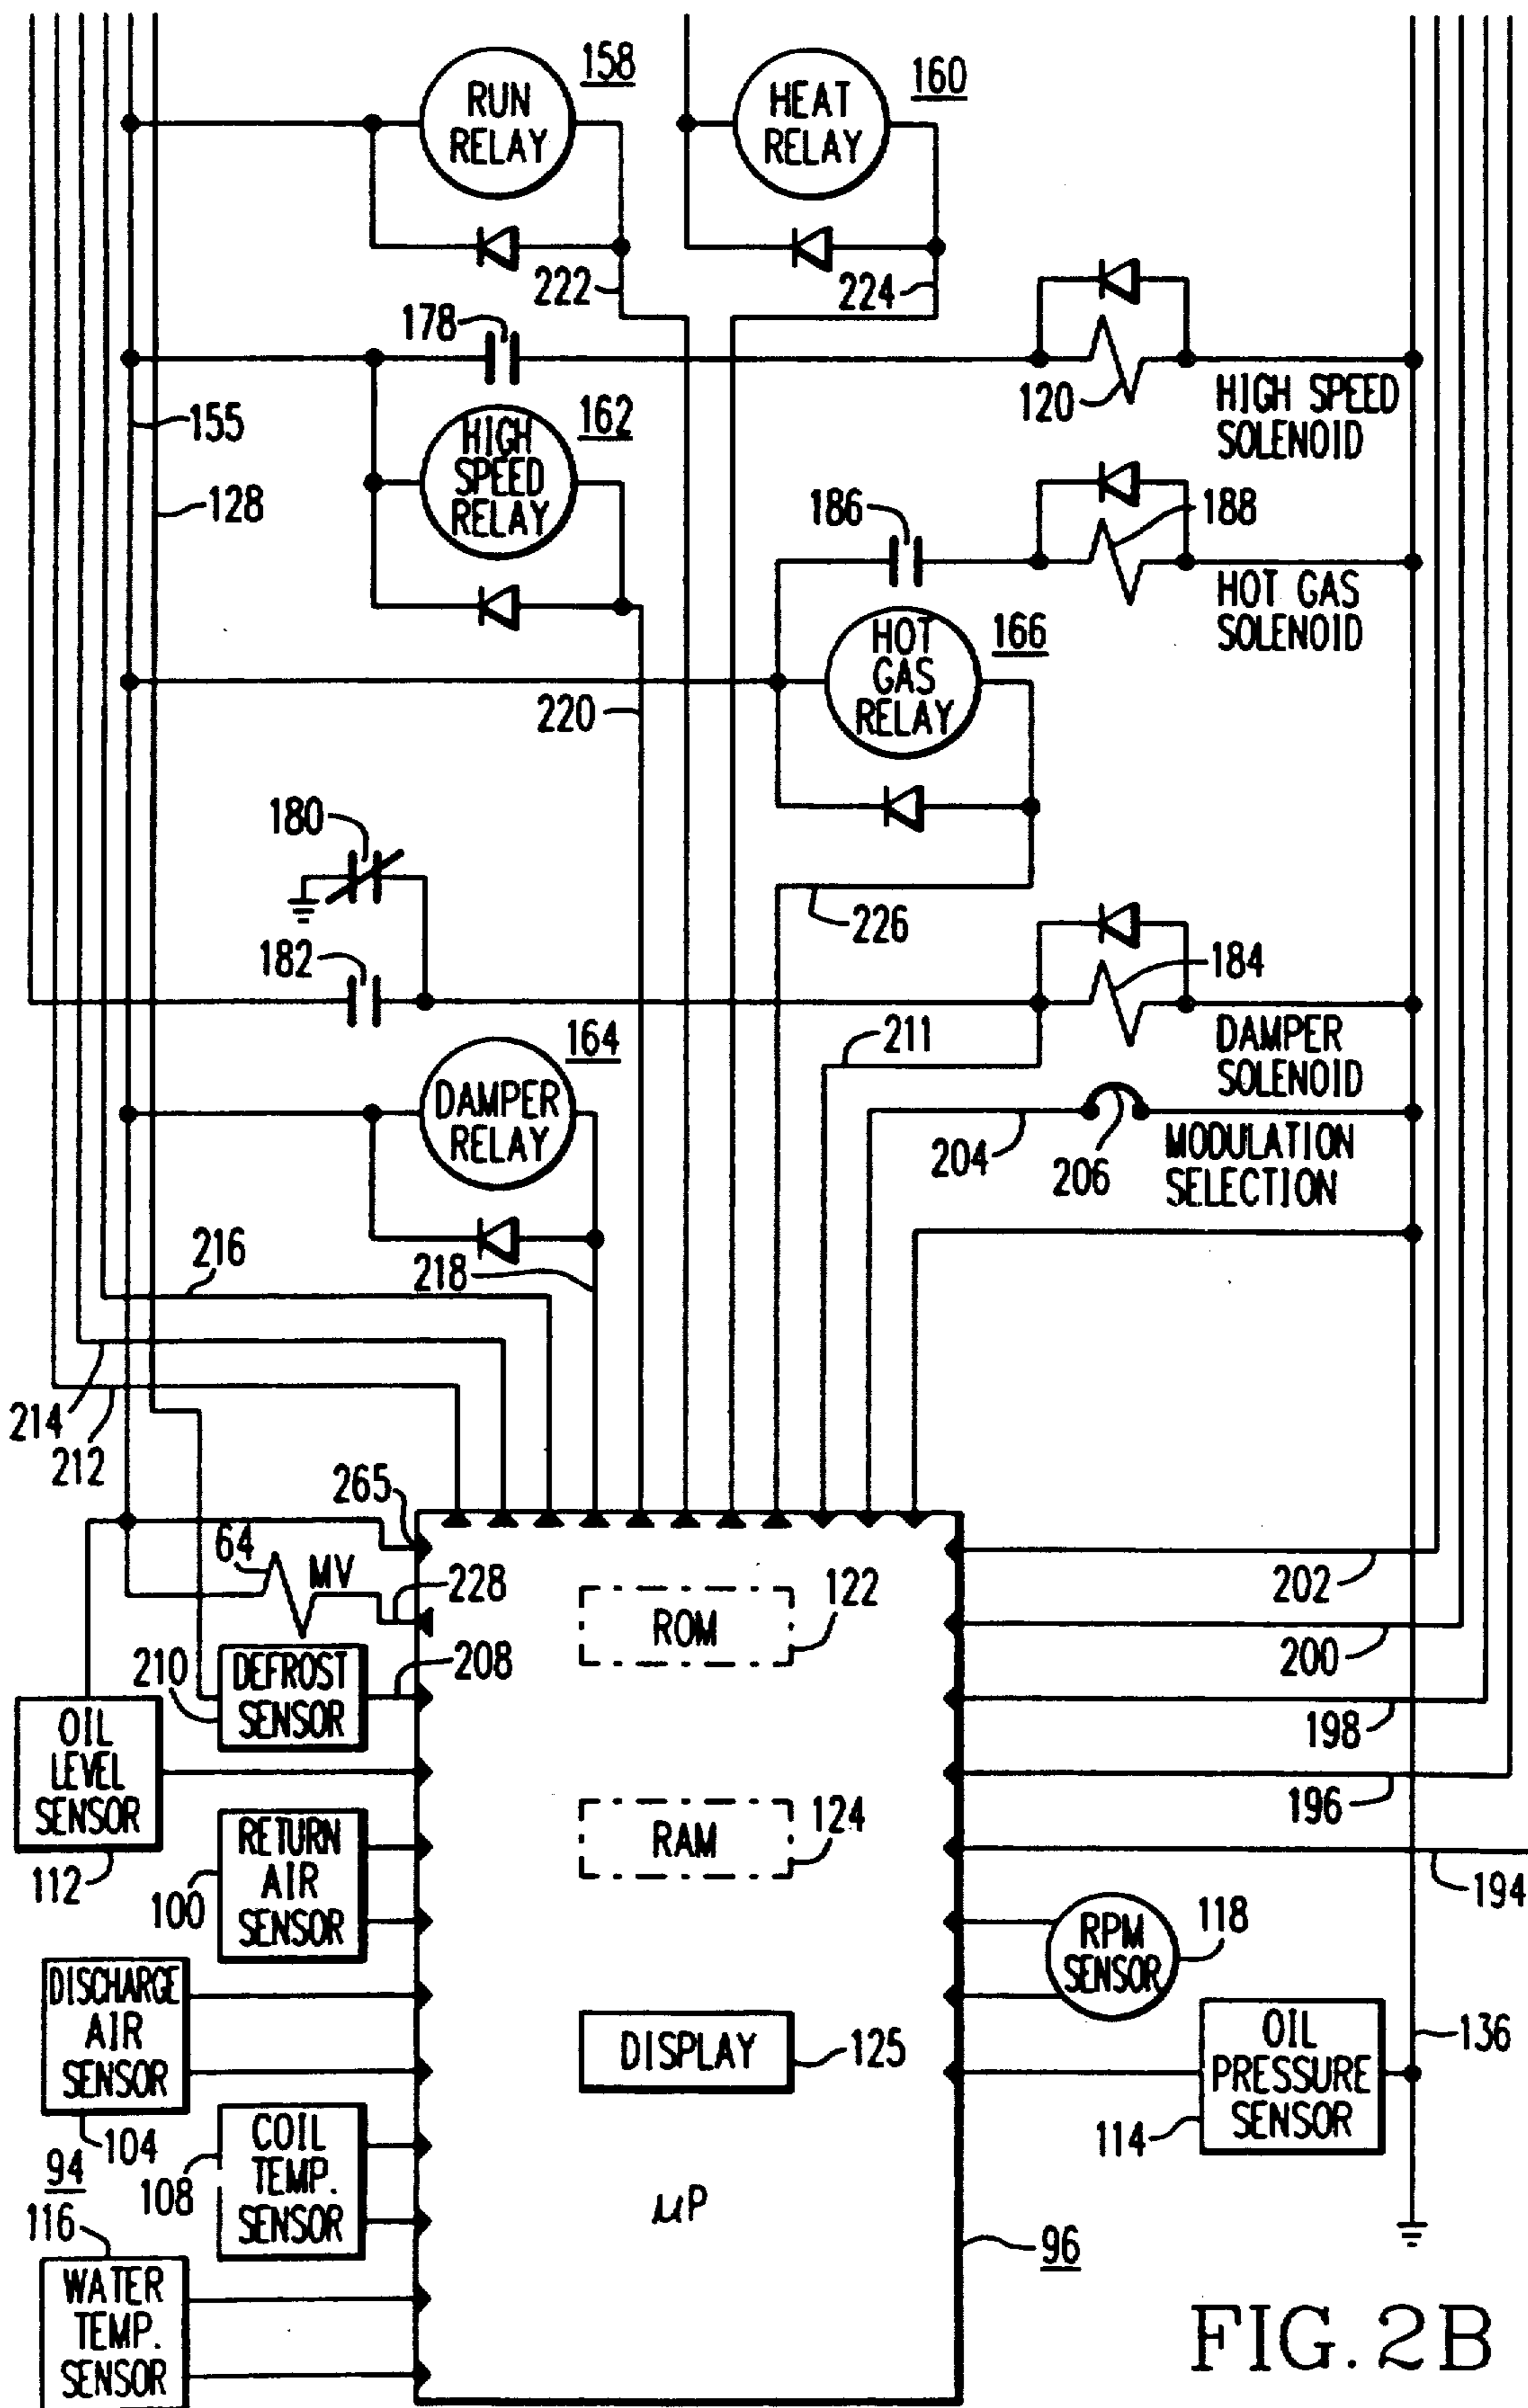 158
RUN
RELAY
160
HEAT
RELAY
222
224
178
120
HIGH SPEED
SOLENOID
155
162
HIGH
SPEED
RELAY
128
186
188
HOT GAS
SOLENOID
166
HOT
GAS
RELAY
220
180
226
182
184
DAMPER
SOLENOID
164
211
DAMPER
RELAY
204
206
MODULATION
SELECTION
216
218
214
212
265
64
MV
228
202
ROM
122
200
210
DEFROST
SENSOR
208
198
OIL
LEVEL
SENSOR
196
RAM
124
112
RETURN
AIR
SENSOR
100
194
RPM
SENSOR
118
DISCHARGE
AIR
SENSOR
DISPLAY
125
OIL
PRESSURE
SENSOR
136
104
114
94
COIL
TEMP.
SENSOR
108
μP
116
96
WATER
TEMP.
SENSOR
FIG. 2B